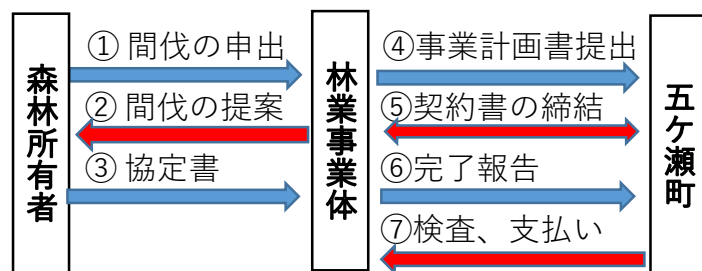 森林所有者
①間伐の申出
②間伐の提案
③協定書
林業事業体
④事業計画書提出
⑤契約書の締結
⑥完了報告
⑦検査、支払い
五ケ瀬町